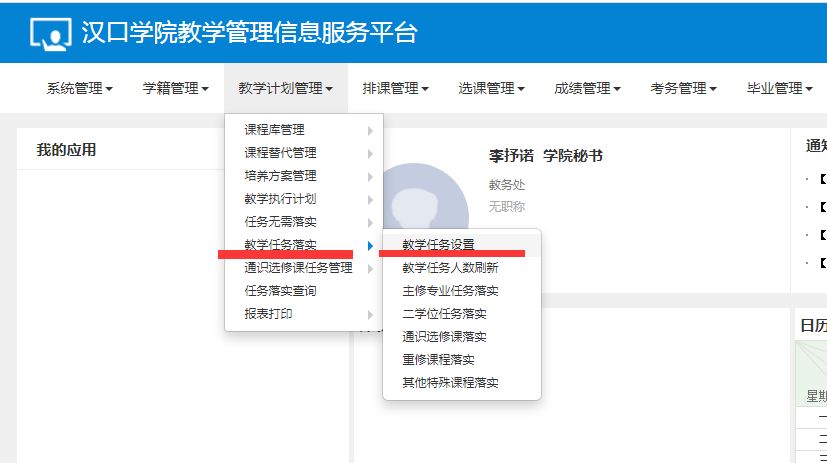 汉口学院教学管理信息服务平台
系统管理 学籍管理 教学计划管理 排课管理 选课管理 成绩管理 考务管理 毕业管理
我的应用
课程库管理
课程替代管理
培养方案管理
教学执行计划
任务无需落实
教学任务落实
通识选修课任务管理
任务落实查询
报表打印
教学任务设置
教学任务人数刷新
主修专业任务落实
二学位任务落实
通识选修课落实
重修课程落实
其他特殊课程落实
李抒诺 学院秘书
教务处
无职称
通知
· 【
· 【
· 【
· 【
日历
星期
一
二
三